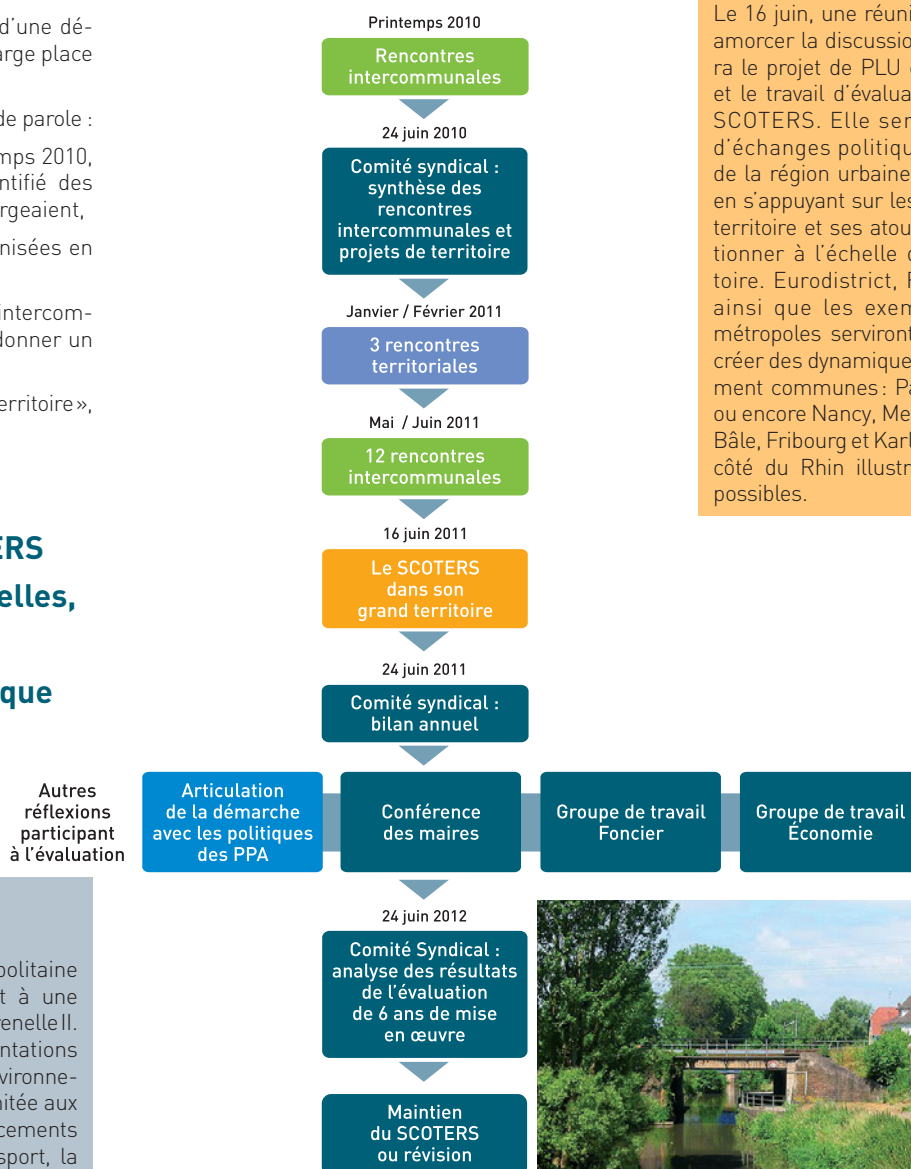 d'une dé-
arge place
de parole :
mps 2010,
ntifié des
rgeaient,
nisées en
intercom-
donner un
erritoire»,
ERS
elles,
que
Printemps 2010
Rencontres
intercommunales
24 juin 2010
Comité syndical :
synthèse des
rencontres
intercommunales et
projets de territoire
Janvier / Février 2011
3 rencontres
territoriales
Mai / Juin 2011
12 rencontres
intercommunales
16 juin 2011
Le SCOTERS
dans son
grand territoire
24 juin 2011
Comité syndical :
bilan annuel
Autres
réflexions
participant
à l'évaluation
Articulation
de la démarche
avec les politiques
des PPA
Conférence
des maires
Groupe de travail
Foncier
Groupe de travail
Économie
24 juin 2012
Comité Syndical :
analyse des résultats
de l'évaluation
de 6 ans de mise
en œuvre
Maintien
du SCOTERS
ou révision
Le 16 juin, une réuni
amorcer la discussio
ra le projet de PLU
et le travail d'évalua
SCOTERS. Elle ser
d'échanges politiqu
de la région urbaine
en s'appuyant sur les
territoire et ses atou
tionner à l'échelle
toire. Eurodistrict,
ainsi que les exem
métropoles serviront
créer des dynamique
ment communes : Pa
ou encore Nancy, Me
Bâle, Fribourg et Karl
côté du Rhin illustr
possibles.
politaine
t à une
enelle II.
ntations
vironne-
mitée aux
cements
sport, la